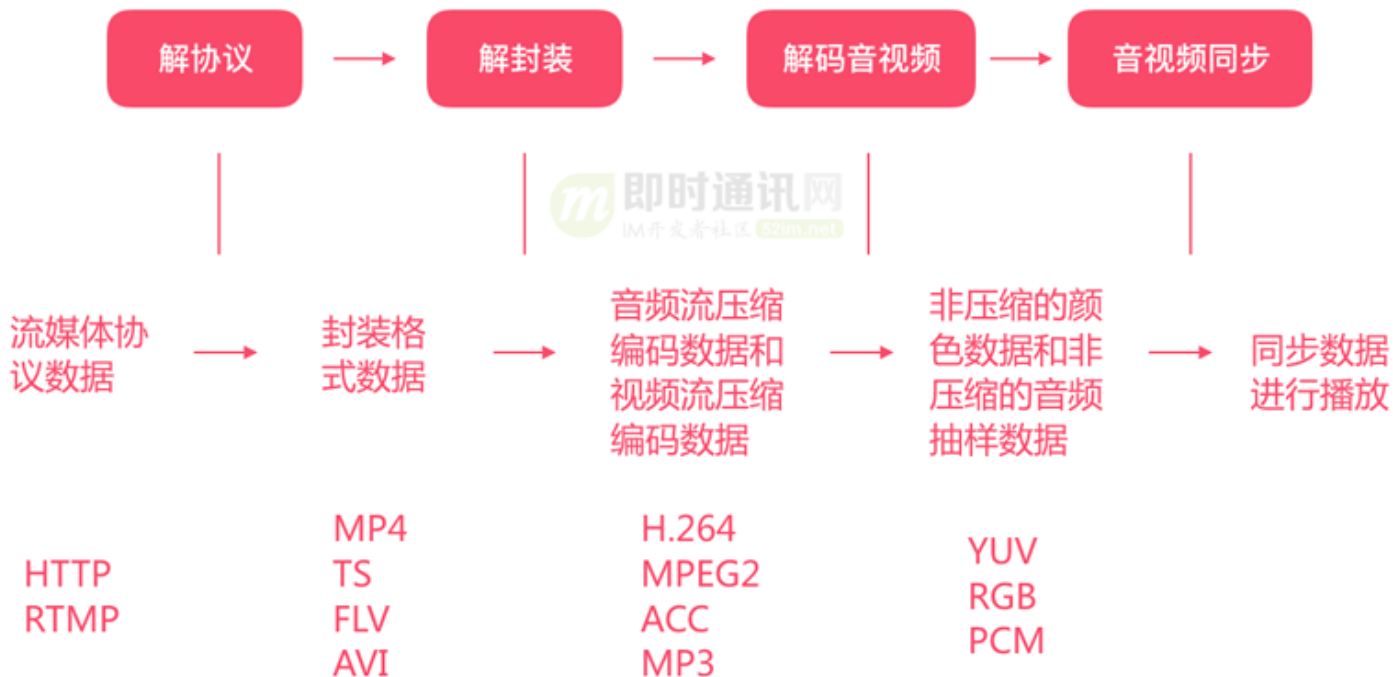 解协议
解封装
解码音视频
音视频同步
即时通讯网
IM开发者社区 52im.net
流媒体协
议数据
封装格
式数据
音频流压缩
编码数据和
视频流压缩
编码数据
非压缩的颜
色数据和非
压缩的音频
抽样数据
同步数据
进行播放
HTTP
RTMP
MP4
TS
FLV
AVI
H.264
MPEG2
ACC
MP3
YUV
RGB
PCM